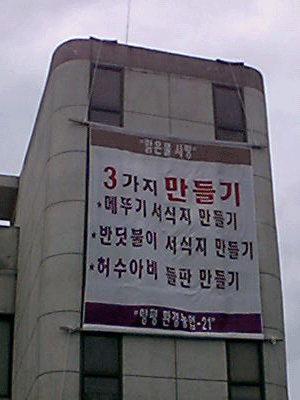 "맑은물사랑"
3가지 만들기
*메뚜기 서식지 만들기
*반딧불이 서식지 만들기
*허수아비 들판 만들기
"양평 환경농업-21"